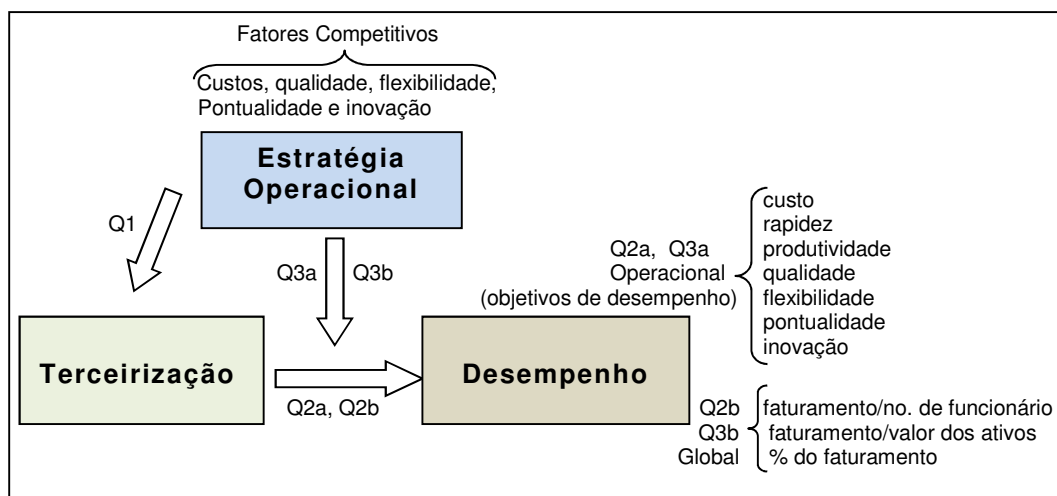 Fatores Competitivos
Custos, qualidade, flexibilidade,
Pontualidade e inovação
Estratégia
Operacional
Q1
Q3a Q3b
Q2a, Q3a
Operacional
(objetivos de desempenho)
custo
rapidez
produtividade
qualidade
flexibilidade
pontualidade
inovação
Terceirização
Q2a, Q2b
Desempenho
Q2b faturamento/no. de funcionário
Q3b faturamento/valor dos ativos
Global % do faturamento